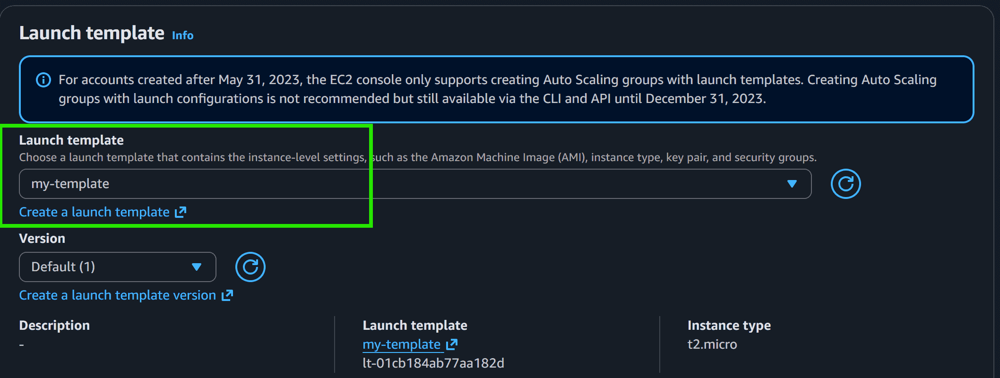 Launch template Info
For accounts created after May 31, 2023, the EC2 console only supports creating Auto Scaling groups with launch templates. Creating Auto Scaling
groups with launch configurations is not recommended but still available via the CLI and API until December 31, 2023.
Launch template
Choose a launch template that contains the instance-level settings, such as the Amazon Machine Image (AMI), instance type, key pair, and security groups.
my-template
Create a launch template
Version
Default (1)
Create a launch template version
Description
-
Launch template
my-template
lt-01cb184ab77aa182d
Instance type
t2.micro